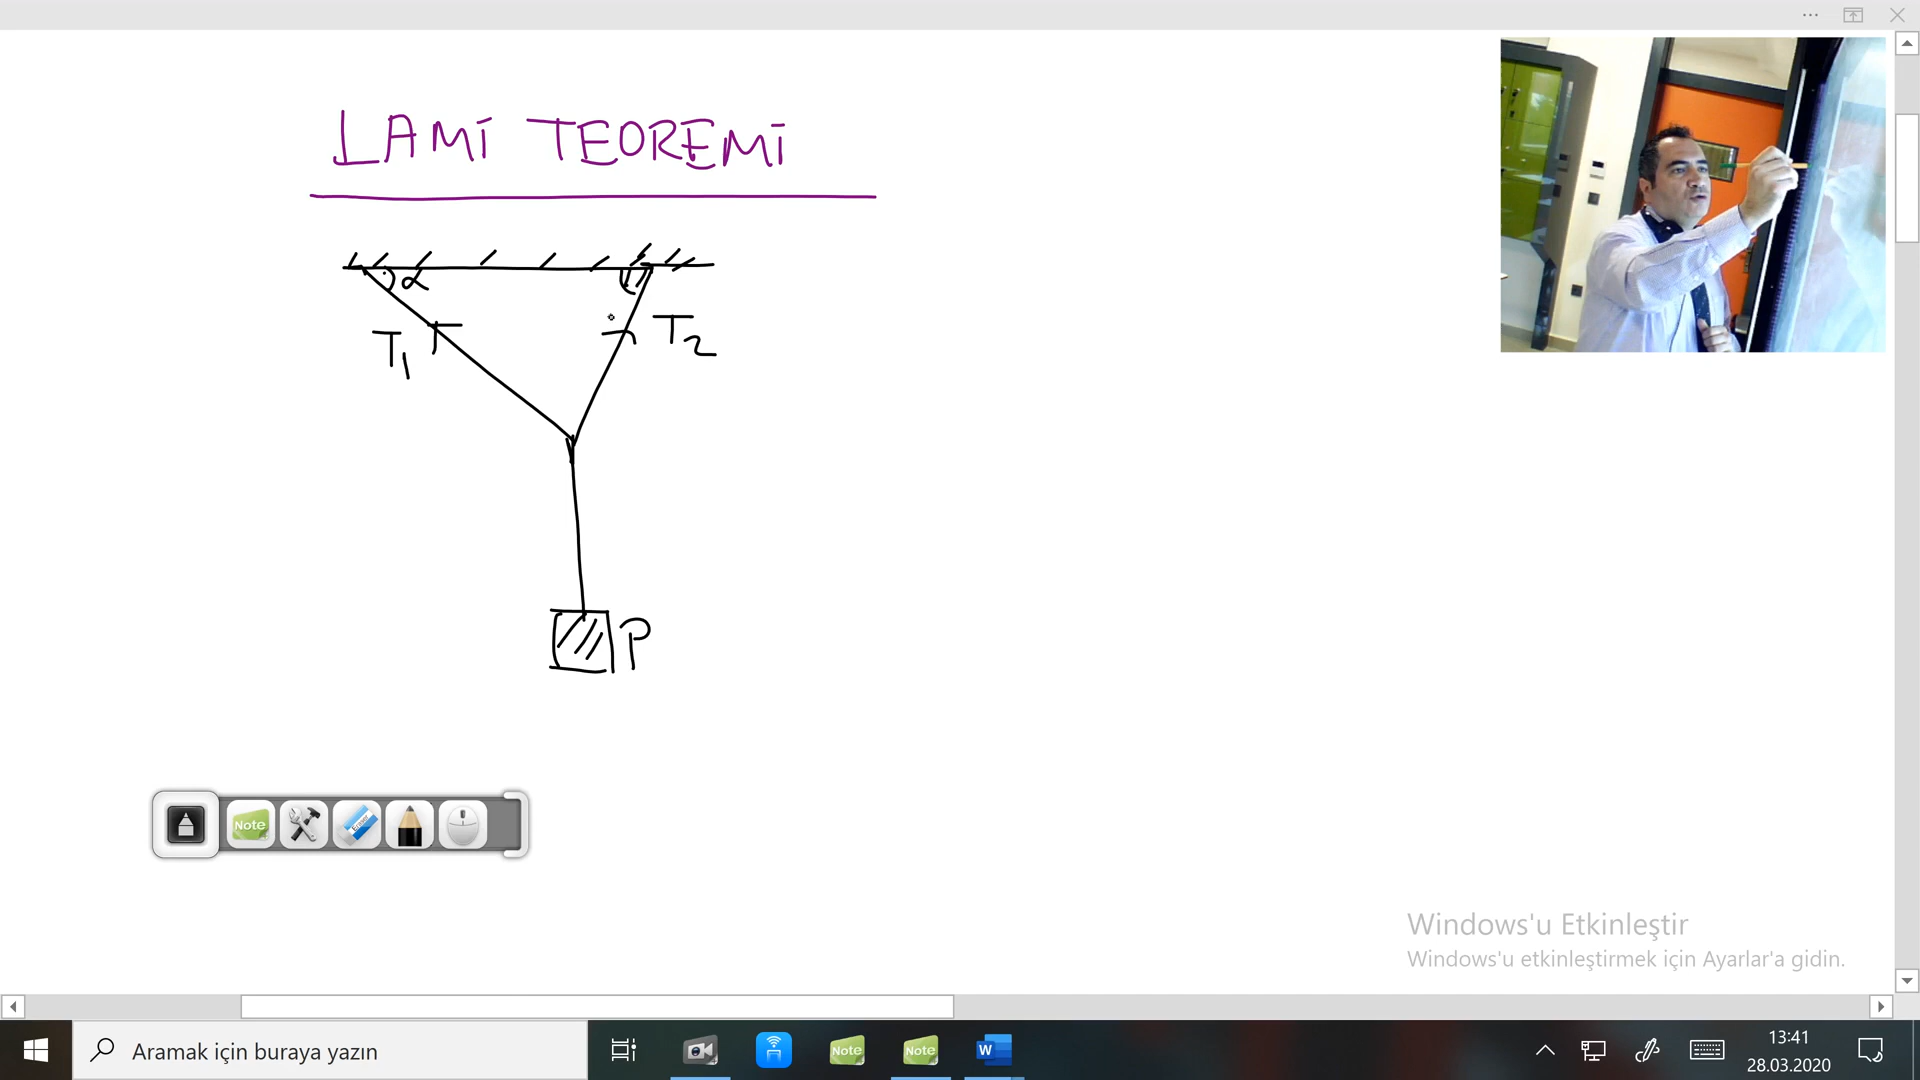 LAMİ TEOREMİ
α
T1
T2
P
Note
Windows'u Etkinleştir
Windows'u etkinleştirmek için Ayarlar'a gidin.
Aramak için buraya yazın
Note
Note
W
13:41
28.03.2020